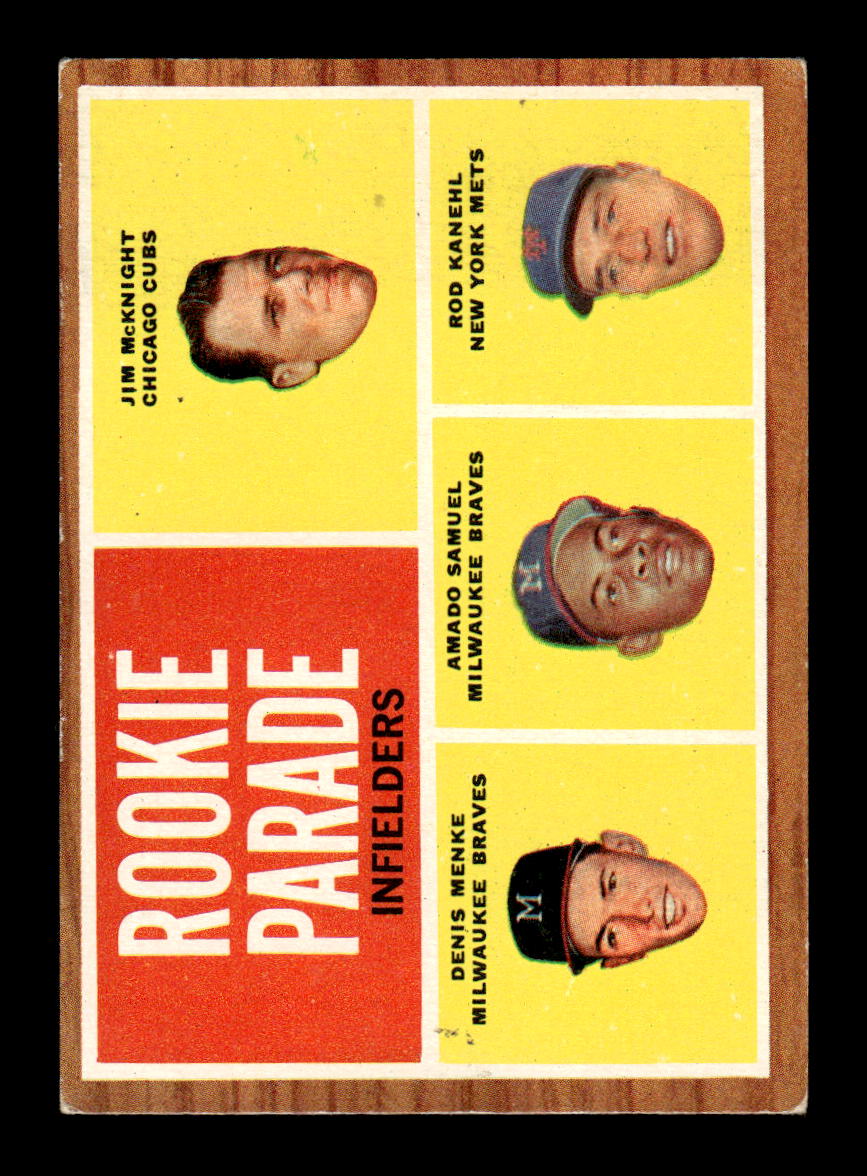 ROOKIE
PARADE
INFIELDERS
JIM McKNIGHT
CHICAGO CUBS
DENIS MENKE
MILWAUKEE BRAVES
M
AMADO SAMUEL
MILWAUKEE BRAVES
M
ROD KANEHL
NEW YORK METS
NY